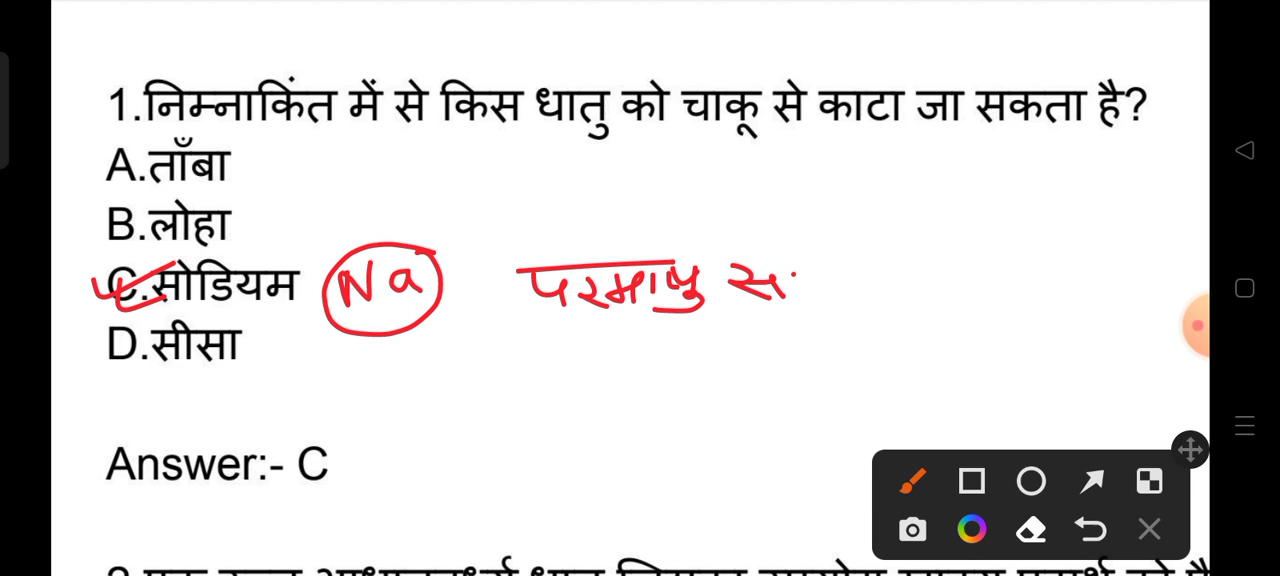 1.निम्नाकिंत में से किस धातु को चाकू से काटा जा सकता है?
A.ताँबा
B.लोहा
C.सोडियम Na परमाणु स.
D.सीसा
Answer:- C